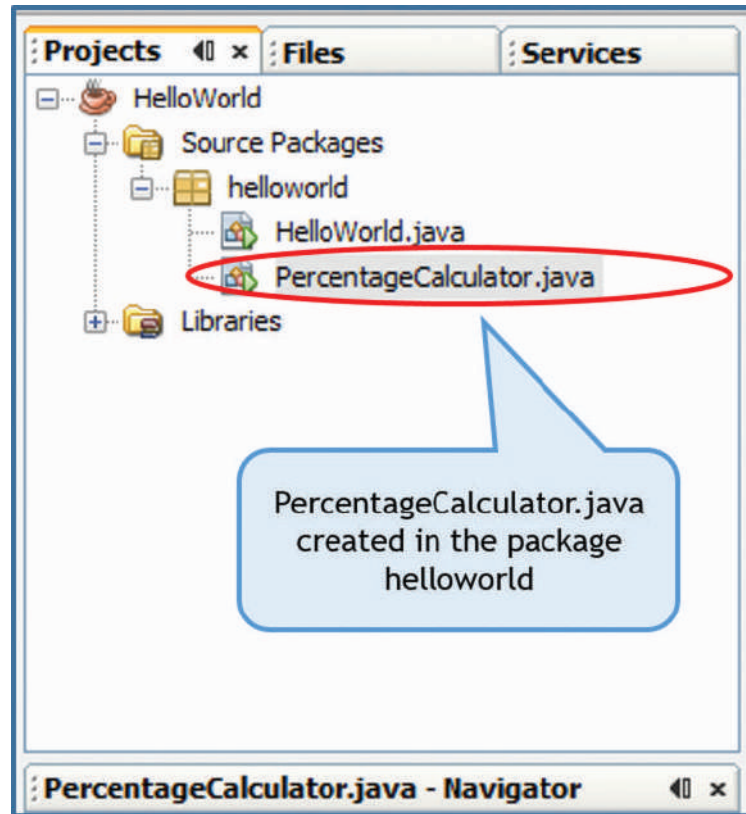 Projects
Files
Services
HelloWorld
Source Packages
helloworld
HelloWorld.java
PercentageCalculator.java
Libraries
PercentageCalculator.java
created in the package
helloworld
PercentageCalculator.java - Navigator